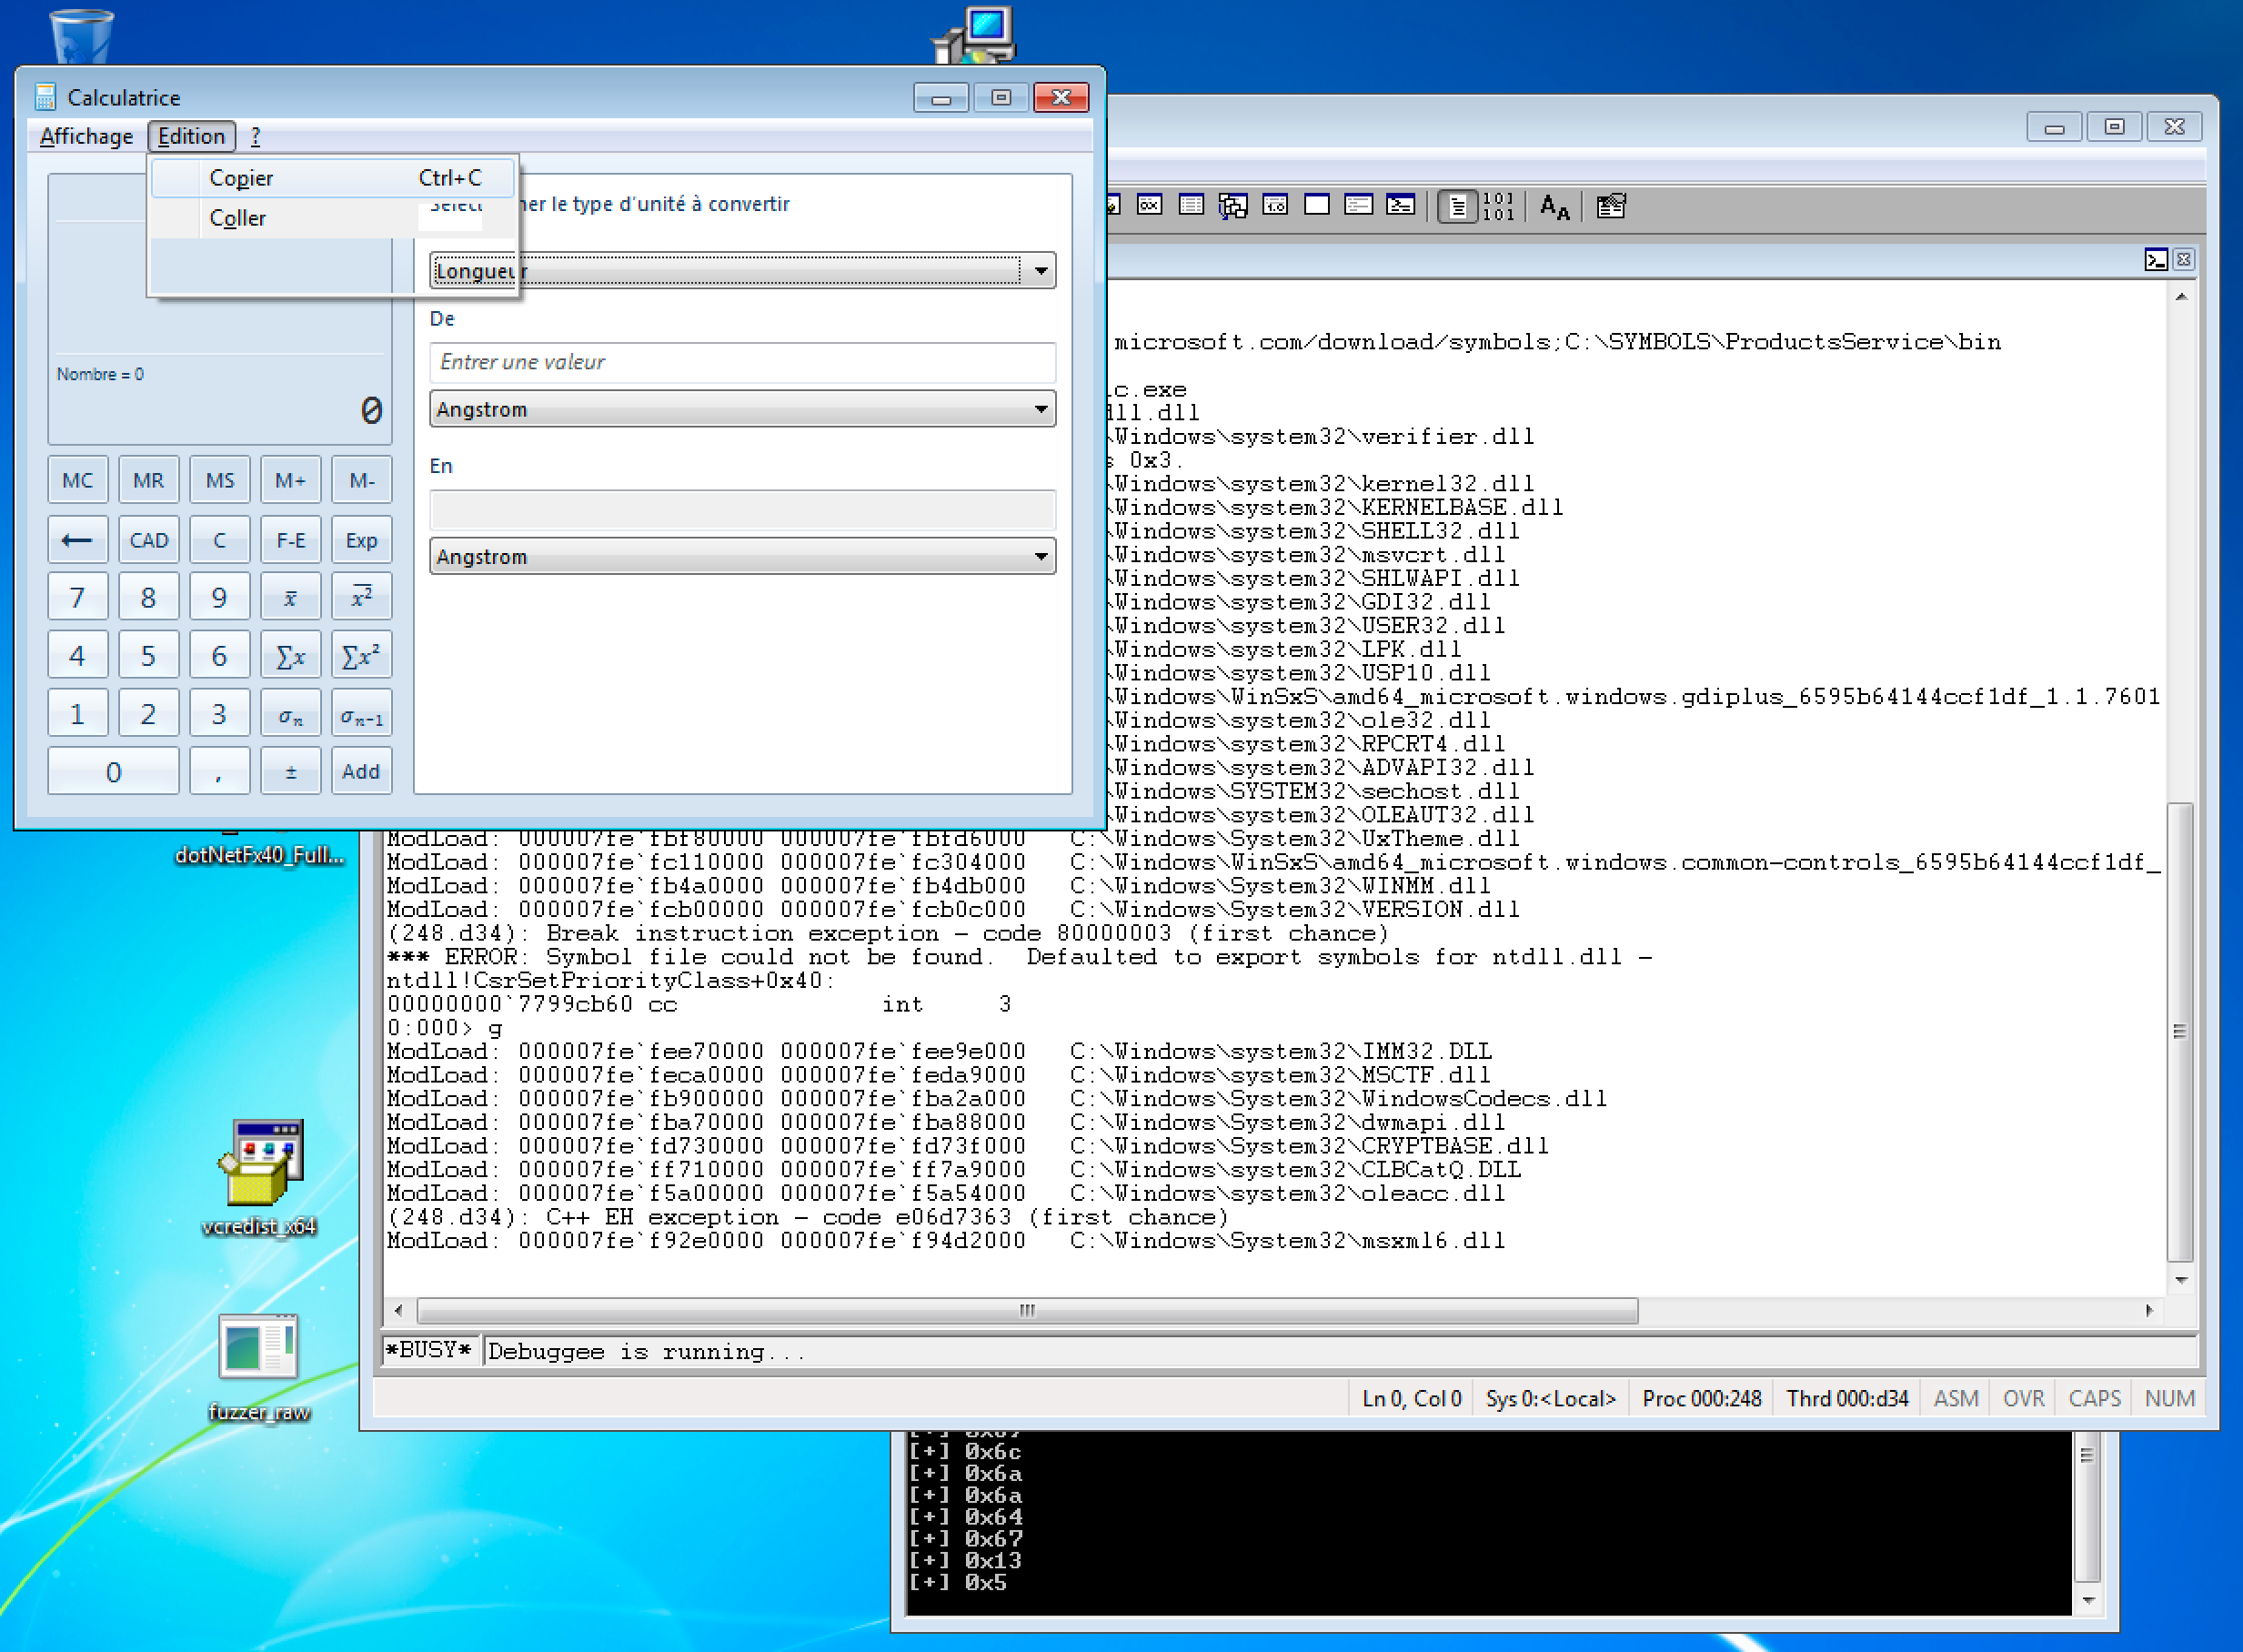 Calculatrice
Affichage Edition ?
Copier Ctrl+C
Coller
ner le type d'unité à convertir
Longueur
De
Entrer une valeur
Angstrom
En
Angstrom
Nombre = 0
0
MC MR MS M+ M-
← CAD C F-E Exp
7 8 9 x̅ x̅²
4 5 6 ∑x ∑x²
1 2 3 σn σn-1
0 , ± Add
microsoft.com/download/symbols;C:\SYMBOLS\ProductsService\bin
c.exe
ll.dll
\Windows\system32\verifier.dll
s 0x3.
\Windows\system32\kernel32.dll
\Windows\system32\KERNELBASE.dll
\Windows\system32\SHELL32.dll
\Windows\system32\msvcrt.dll
\Windows\system32\SHLWAPI.dll
\Windows\system32\GDI32.dll
\Windows\system32\USER32.dll
\Windows\system32\LPK.dll
\Windows\system32\USP10.dll
\Windows\WinSxS\amd64_microsoft.windows.gdiplus_6595b64144ccf1df_1.1.7601
\Windows\system32\ole32.dll
\Windows\system32\RPCRT4.dll
\Windows\system32\ADVAPI32.dll
\Windows\SYSTEM32\sechost.dll
\Windows\system32\OLEAUT32.dll
ModLoad: 000007fe`fbf80000 000007fe`fbfd6000 C:\Windows\System32\UxTheme.dll
ModLoad: 000007fe`fc110000 000007fe`fc304000 C:\Windows\WinSxS\amd64_microsoft.windows.common-controls_6595b64144ccf1df_
ModLoad: 000007fe`fb4a0000 000007fe`fb4db000 C:\Windows\System32\WINMM.dll
ModLoad: 000007fe`fcb00000 000007fe`fcb0c000 C:\Windows\System32\VERSION.dll
(248.d34): Break instruction exception - code 80000003 (first chance)
*** ERROR: Symbol file could not be found.  Defaulted to export symbols for ntdll.dll -
ntdll!CsrSetPriorityClass+0x40:
00000000`7799cb60 cc int 3
0:000> g
ModLoad: 000007fe`fee70000 000007fe`fee9e000 C:\Windows\system32\IMM32.DLL
ModLoad: 000007fe`feca0000 000007fe`feda9000 C:\Windows\system32\MSCTF.dll
ModLoad: 000007fe`fb900000 000007fe`fba2a000 C:\Windows\System32\WindowsCodecs.dll
ModLoad: 000007fe`fba70000 000007fe`fba88000 C:\Windows\System32\dwmapi.dll
ModLoad: 000007fe`fd730000 000007fe`fd73f000 C:\Windows\System32\CRYPTBASE.dll
ModLoad: 000007fe`ff710000 000007fe`ff7a9000 C:\Windows\system32\CLBCatQ.DLL
ModLoad: 000007fe`f5a00000 000007fe`f5a54000 C:\Windows\system32\oleacc.dll
(248.d34): C++ EH exception - code e06d7363 (first chance)
ModLoad: 000007fe`f92e0000 000007fe`f94d2000 C:\Windows\System32\msxml6.dll
*BUSY* Debuggee is running...
Ln 0, Col 0 Sys 0:<Local> Proc 000:248 Thrd 000:d34 ASM OVR CAPS NUM
dotNetFx40_Full...
vcredist_x64
fuzzer_raw
[+] 0x6c
[+] 0x6a
[+] 0x6a
[+] 0x64
[+] 0x67
[+] 0x13
[+] 0x5